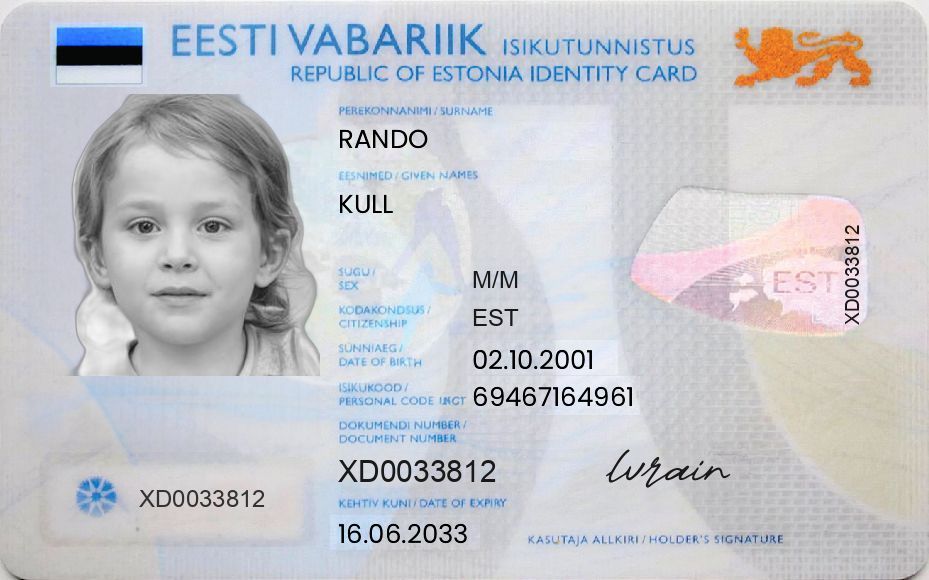 EESTI VABARIIK ISIKUTUNNISTUS
REPUBLIC OF ESTONIA IDENTITY CARD
PEREKONNANIMI / SURNAME
RANDO
EESNIMED / GIVEN NAMES
KULL
SUGU /
SEX
M/M
KODAKONDSUS /
CITIZENSHIP
EST
SÜNNIAEG /
DATE OF BIRTH
02.10.2001
ISIKUKOOD /
PERSONAL CODE
69467164961
DOKUMENDI NUMBER /
DOCUMENT NUMBER
XD0033812
KEHTIV KUNI / DATE OF EXPIRY
16.06.2033
XD0033812
EST
XD0033812
KASUTAJA ALLKIRI / HOLDER'S SIGNATURE